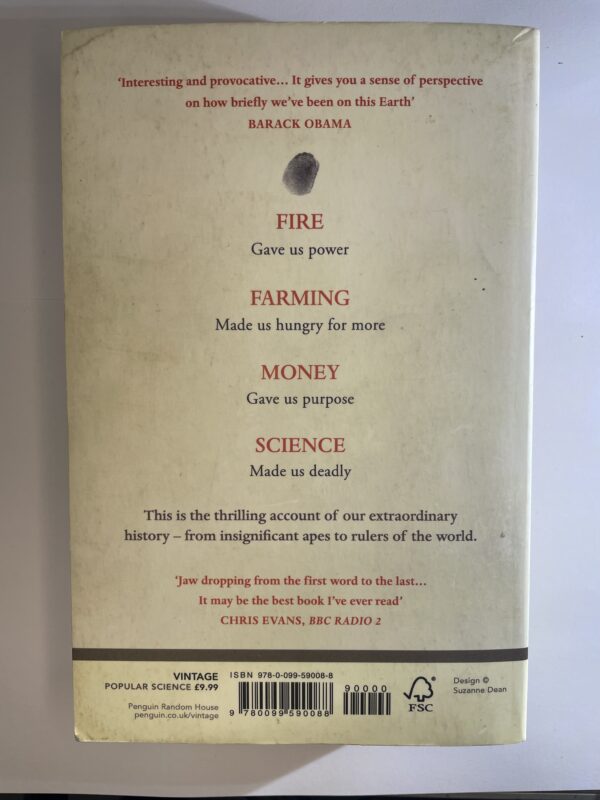 ‘Interesting and provocative… It gives you a sense of perspective
on how briefly we’ve been on this Earth’
BARACK OBAMA
FIRE
Gave us power
FARMING
Made us hungry for more
MONEY
Gave us purpose
SCIENCE
Made us deadly
This is the thrilling account of our extraordinary
history – from insignificant apes to rulers of the world.
‘Jaw dropping from the first word to the last…
It may be the best book I’ve ever read’
CHRIS EVANS, BBC RADIO 2
VINTAGE
POPULAR SCIENCE £9.99
Penguin Random House
penguin.co.uk/vintage
ISBN 978-0-099-59008-8
90000
9 780099 590088
FSC
Design ©
Suzanne Dean